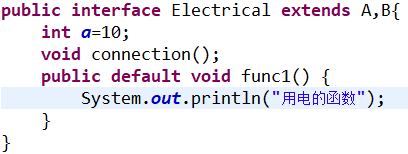 public interface Electrical extends A,B{
    int a=10;
    void connection();
    public default void func1() {
        System.out.println("用电的函数");
    }
}